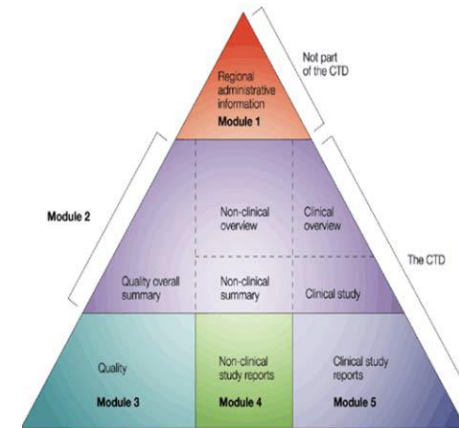 Regional
administrative
information
Module 1
Not part
of the CTD
Module 2
Non-clinical
overview
Clinical
overview
The CTD
Quality overall
summary
Non-clinical
summary
Clinical study
Quality
Module 3
Non-clinical
study reports
Module 4
Clinical study
reports
Module 5